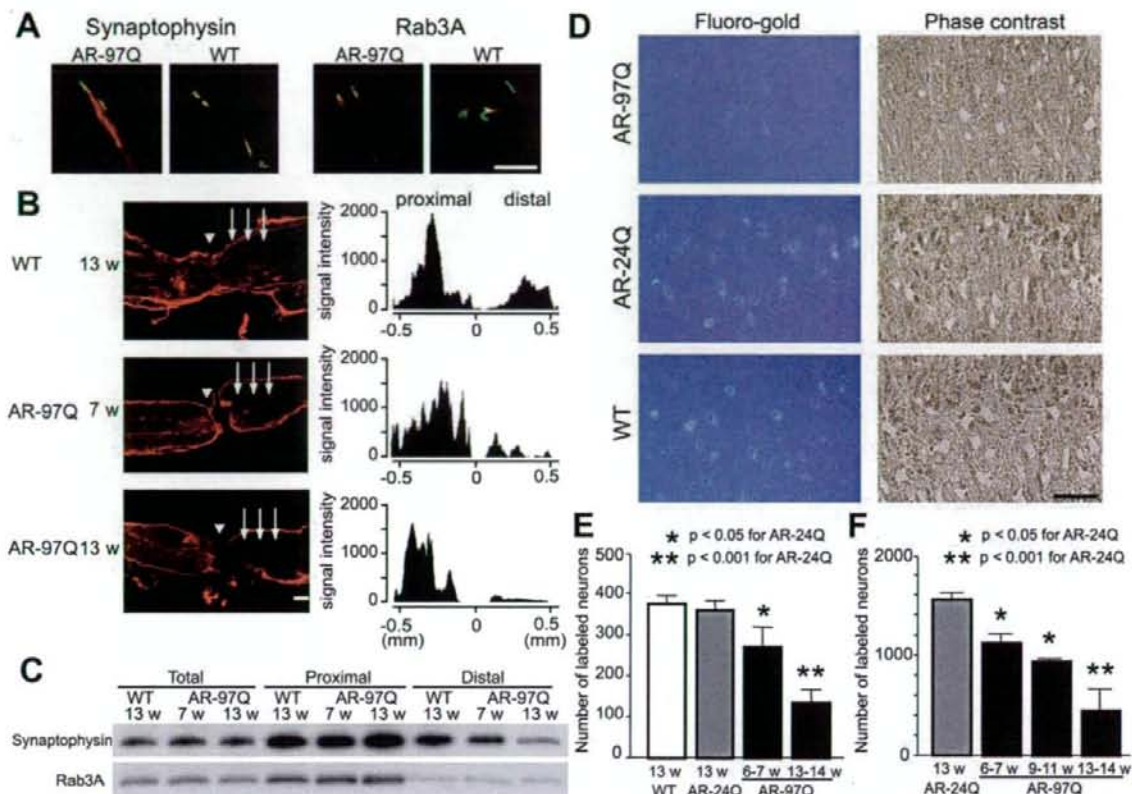 A
Synaptophysin
Rab3A
AR-97Q
WT
AR-97Q
WT
B
WT
13 w
AR-97Q
7 w
AR-97Q
13 w
proximal
distal
signal intensity
2000
1000
0
-0.5
0
0.5
signal intensity
2000
1000
0
-0.5
0
0.5
signal intensity
2000
1000
0
-0.5
0
0.5
(mm)
(mm)
C
Total
Proximal
Distal
WT
AR-97Q
WT
AR-97Q
WT
AR-97Q
13 w
7 w
13 w
13 w
7 w
13 w
13 w
7 w
13 w
Synaptophysin
Rab3A
D
Fluoro-gold
Phase contrast
AR-97Q
AR-24Q
WT
E
* p < 0.05 for AR-24Q
** p < 0.001 for AR-24Q
Number of labeled neurons
500
400
300
200
100
0
*
**
13 w
13 w
6-7 w
13-14 w
WT
AR-24Q
AR-97Q
F
* p < 0.05 for AR-24Q
** p < 0.001 for AR-24Q
Number of labeled neurons
2000
1000
0
*
*
**
13 w
6-7 w
9-11 w
13-14 w
AR-24Q
AR-97Q